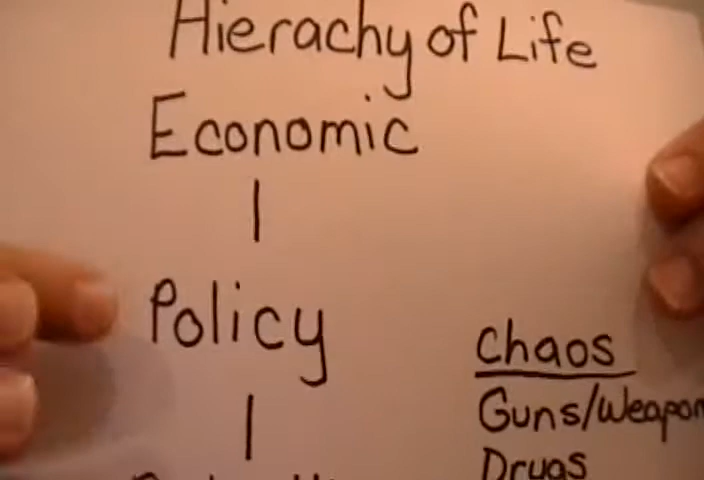 Hierachy of Life
Economic
Policy
Chaos
Guns/Weapon
Drugs